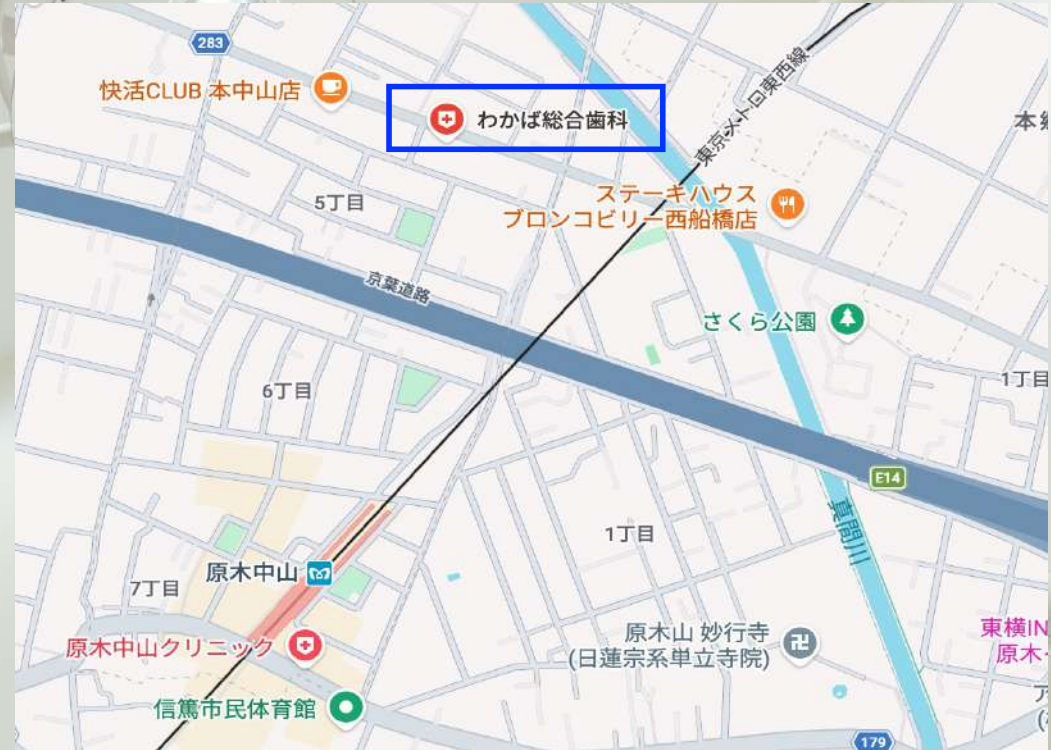 283
快活CLUB 本中山店
わかば総合歯科
東京メトロ東西線
本郷
5丁目
ステーキハウス
ブロンコビリー西船橋店
京葉道路
さくら公園
1丁目
6丁目
E14
真間川
1丁目
原木中山
7丁目
原木中山クリニック
原木山 妙行寺
(日蓮宗系単立寺院)
東横IN
原木
信篤市民体育館
ア
(
179